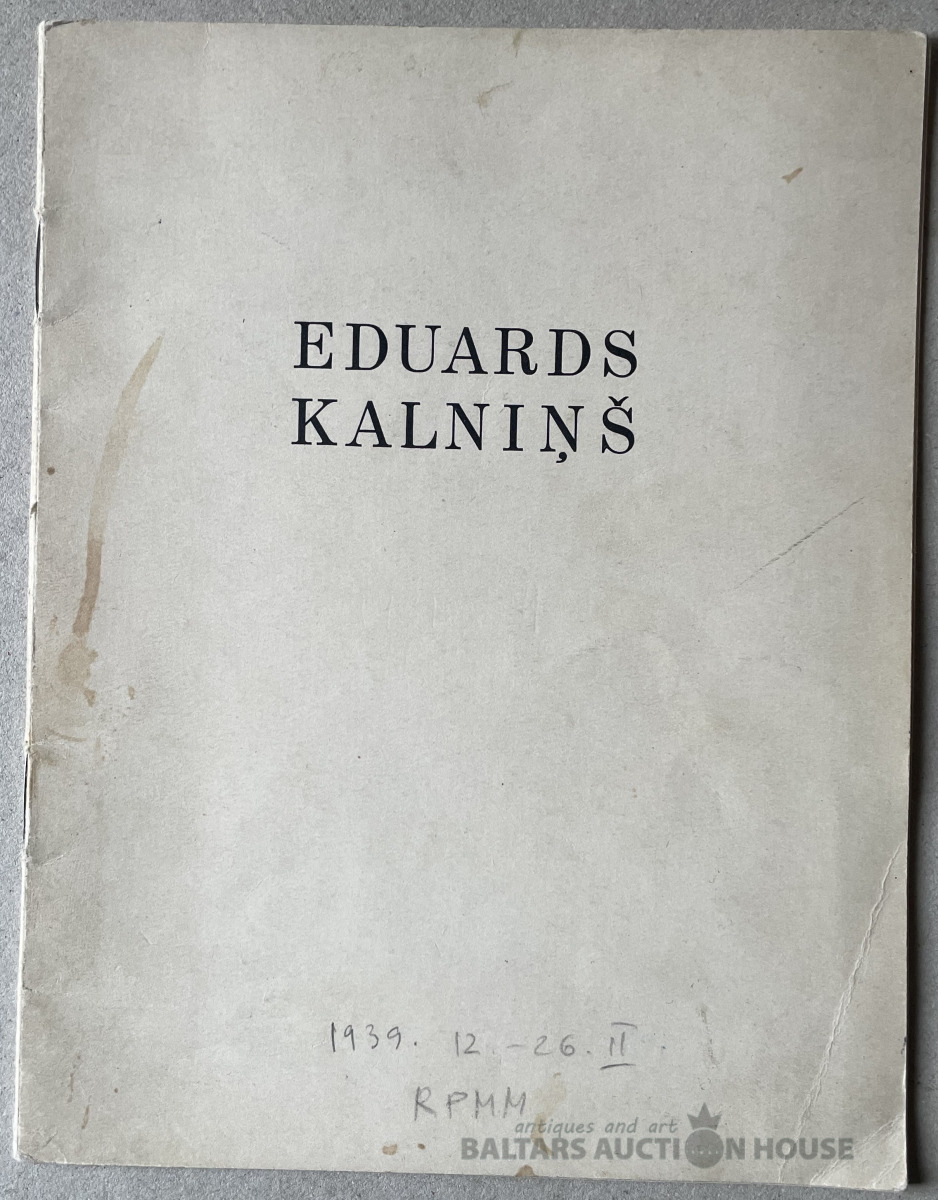 EDUARDS
KALNIŅŠ
1939. 12.-26. II.
RPMM
antiques and art
BALTARS AUCTION HOUSE